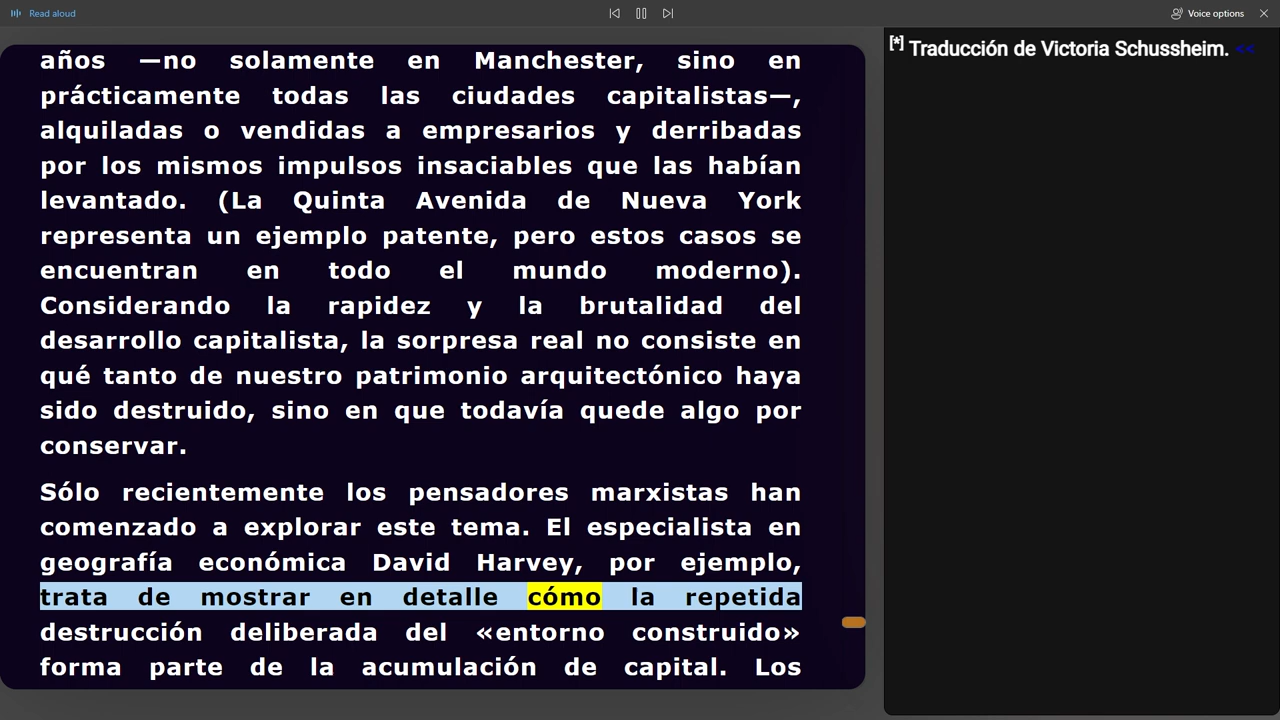 Read aloud
Voice options
años —no solamente en Manchester, sino en
prácticamente todas las ciudades capitalistas—,
alquiladas o vendidas a empresarios y derribadas
por los mismos impulsos insaciables que las habían
levantado. (La Quinta Avenida de Nueva York
representa un ejemplo patente, pero estos casos se
encuentran en todo el mundo moderno).
Considerando la rapidez y la brutalidad del
desarrollo capitalista, la sorpresa real no consiste en
qué tanto de nuestro patrimonio arquitectónico haya
sido destruido, sino en que todavía quede algo por
conservar.
Sólo recientemente los pensadores marxistas han
comenzado a explorar este tema. El especialista en
geografía económica David Harvey, por ejemplo,
trata de mostrar en detalle cómo la repetida
destrucción deliberada del «entorno construido»
forma parte de la acumulación de capital. Los
[*] Traducción de Victoria Schussheim. <<